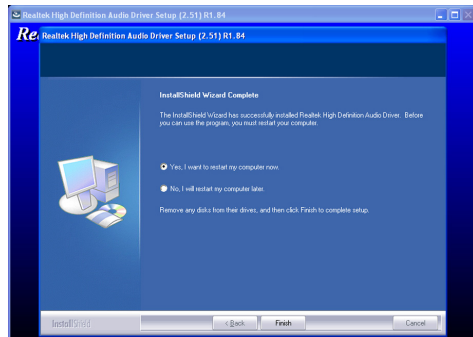 Realtek High Definition Audio Driver Setup (2.51) R1.84
Re
Realtek High Definition Audio Driver Setup (2.51) R1.84
InstallShield Wizard Complete
The InstallShield Wizard has successfully installed Realtek High Definition Audio Driver. Before
you can use the program, you must restart your computer.
Yes, I want to restart my computer now.
No, I will restart my computer later.
Remove any disks from their drives, and then click Finish to complete setup.
InstallShield
< Back
Finish
Cancel